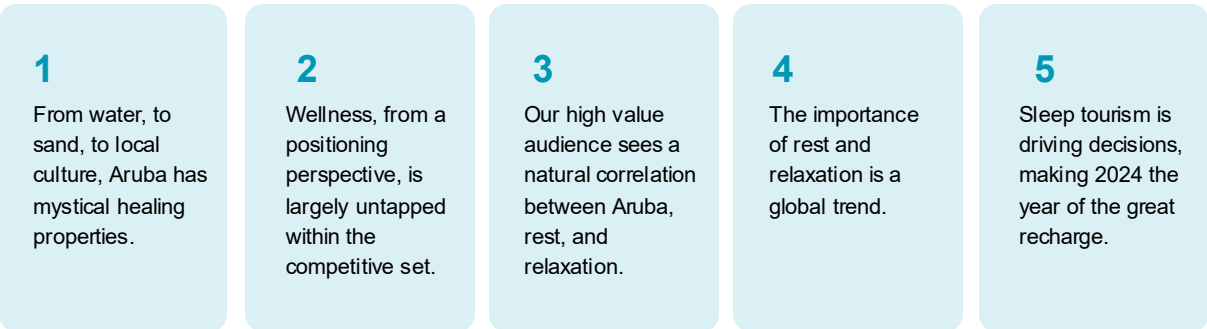 1
From water, to
sand, to local
culture, Aruba has
mystical healing
properties.
2
Wellness, from a
positioning
perspective, is
largely untapped
within the
competitive set.
3
Our high value
audience sees a
natural correlation
between Aruba,
rest, and
relaxation.
4
The importance
of rest and
relaxation is a
global trend.
5
Sleep tourism is
driving decisions,
making 2024 the
year of the great
recharge.